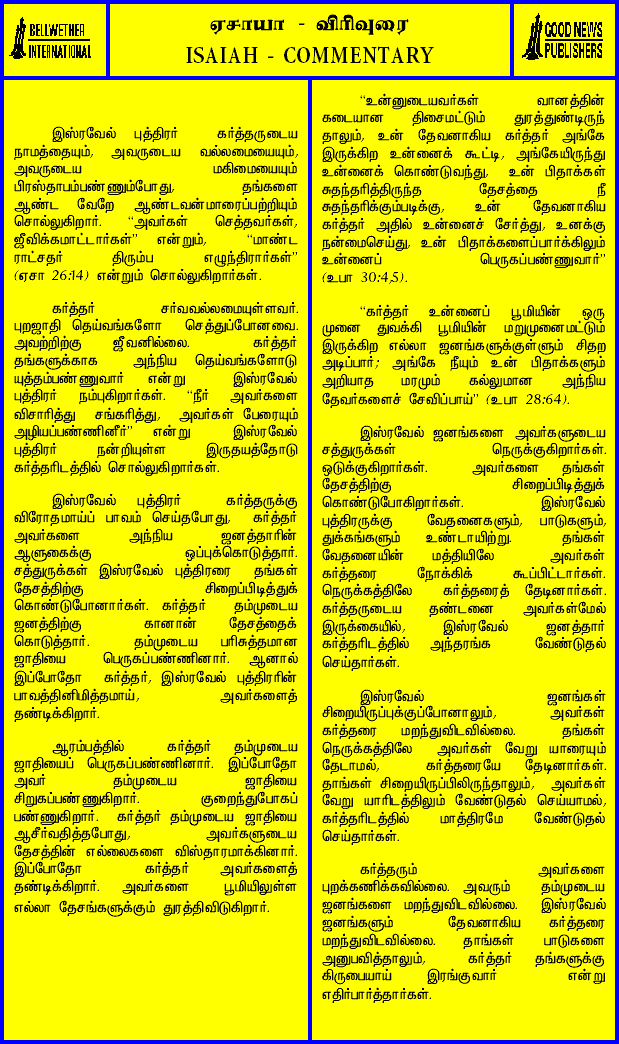 BELLWETHER
INTERNATIONAL
ஏசாயா - விரிவுரை
ISAIAH - COMMENTARY
GOOD NEWS
PUBLISHERS
இஸ்ரவேல் புத்திரர் கர்த்தருடைய
நாமத்தையும், அவருடைய வல்லமையையும்,
அவருடைய மகிமையையும்
பிரஸ்தாபம்பண்ணும்போது, தங்களை
ஆண்ட வேறே ஆண்டவன்மாரைப்பற்றியும்
சொல்லுகிறார். “அவர்கள் செத்தவர்கள்,
ஜீவிக்கமாட்டார்கள்” என்றும், “மாண்ட
ராட்சதர் திரும்ப எழுந்திரார்கள்”
(ஏசா 26:14) என்றும் சொல்லுகிறார்கள்.
கர்த்தர் சர்வவல்லமையுள்ளவர்.
புறஜாதி தெய்வங்களோ செத்துப்போனவை.
அவற்றிற்கு ஜீவனில்லை. கர்த்தர்
தங்களுக்காக அந்நிய தெய்வங்களோடு
யுத்தம்பண்ணுவார் என்று இஸ்ரவேல்
புத்திரர் நம்புகிறார்கள். “நீர் அவர்களை
விசாரித்து சங்கரித்து, அவர்கள் பேரையும்
அழியப்பண்ணினீர்” என்று இஸ்ரவேல்
புத்திரர் நன்றியுள்ள இருதயத்தோடு
கர்த்தரிடத்தில் சொல்லுகிறார்கள்.
இஸ்ரவேல் புத்திரர் கர்த்தருக்கு
விரோதமாய்ப் பாவம் செய்தபோது, கர்த்தர்
அவர்களை அந்நிய ஜனத்தாரின்
ஆளுகைக்கு ஒப்புக்கொடுத்தார்.
சத்துருக்கள் இஸ்ரவேல் புத்திரரை தங்கள்
தேசத்திற்கு சிறைப்பிடித்துக்
கொண்டுபோனார்கள். கர்த்தர் தம்முடைய
ஜனத்திற்கு கானான் தேசத்தைக்
கொடுத்தார். தம்முடைய பரிசுத்தமான
ஜாதியை பெருகப்பண்ணினார். ஆனால்
இப்போதோ கர்த்தர், இஸ்ரவேல் புத்திரரின்
பாவத்தினிமித்தமாய், அவர்களைத்
தண்டிக்கிறார்.
ஆரம்பத்தில் கர்த்தர் தம்முடைய
ஜாதியைப் பெருகப்பண்ணினார். இப்போதோ
அவர் தம்முடைய ஜாதியை
சிறுகப்பண்ணுகிறார். குறைந்துபோகப்
பண்ணுகிறார். கர்த்தர் தம்முடைய ஜாதியை
ஆசீர்வதித்தபோது, அவர்களுடைய
தேசத்தின் எல்லைகளை விஸ்தாரமாக்கினார்.
இப்போதோ கர்த்தர் அவர்களைத்
தண்டிக்கிறார். அவர்களை பூமியிலுள்ள
எல்லா தேசங்களுக்கும் துரத்திவிடுகிறார்.
“உன்னுடையவர்கள் வானத்தின்
கடையான திசைமட்டும் துரத்துண்டிருந்
தாலும், உன் தேவனாகிய கர்த்தர் அங்கே
இருக்கிற உன்னைக் கூட்டி, அங்கேயிருந்து
உன்னைக் கொண்டுவந்து, உன் பிதாக்கள்
சுதந்தரித்திருந்த தேசத்தை நீ
சுதந்தரிக்கும்படிக்கு, உன் தேவனாகிய
கர்த்தர் அதில் உன்னைச் சேர்த்து, உனக்கு
நன்மைசெய்து, உன் பிதாக்களைப்பார்க்கிலும்
உன்னைப் பெருகப்பண்ணுவார்”
(உபா 30:4,5).
“கர்த்தர் உன்னைப் பூமியின் ஒரு
முனை துவக்கி பூமியின் மறுமுனைமட்டும்
இருக்கிற எல்லா ஜனங்களுக்குள்ளும் சிதற
அடிப்பார்; அங்கே நீயும் உன் பிதாக்களும்
அறியாத மரமும் கல்லுமான அந்நிய
தேவர்களைச் சேவிப்பாய்” (உபா 28:64).
இஸ்ரவேல் ஜனங்களை அவர்களுடைய
சத்துருக்கள் நெருக்குகிறார்கள்.
ஒடுக்குகிறார்கள். அவர்களை தங்கள்
தேசத்திற்கு சிறைப்பிடித்துக்
கொண்டுபோகிறார்கள். இஸ்ரவேல்
புத்திரருக்கு வேதனைகளும், பாடுகளும்,
துக்கங்களும் உண்டாயிற்று. தங்கள்
வேதனையின் மத்தியிலே அவர்கள்
கர்த்தரை நோக்கிக் கூப்பிட்டார்கள்.
நெருக்கத்திலே கர்த்தரைத் தேடினார்கள்.
கர்த்தருடைய தண்டனை அவர்கள்மேல்
இருக்கையில், இஸ்ரவேல் ஜனத்தார்
கர்த்தரிடத்தில் அந்தரங்க வேண்டுதல்
செய்தார்கள்.
இஸ்ரவேல் ஜனங்கள்
சிறையிருப்புக்குப்போனாலும், அவர்கள்
கர்த்தரை மறந்துவிடவில்லை. தங்கள்
நெருக்கத்திலே அவர்கள் வேறு யாரையும்
தேடாமல், கர்த்தரையே தேடினார்கள்.
தாங்கள் சிறையிருப்பிலிருந்தாலும், அவர்கள்
வேறு யாரிடத்திலும் வேண்டுதல் செய்யாமல்,
கர்த்தரிடத்தில் மாத்திரமே வேண்டுதல்
செய்தார்கள்.
கர்த்தரும் அவர்களை
புறக்கணிக்கவில்லை. அவரும் தம்முடைய
ஜனங்களை மறந்துவிடவில்லை. இஸ்ரவேல்
ஜனங்களும் தேவனாகிய கர்த்தரை
மறந்துவிடவில்லை. தாங்கள் பாடுகளை
அனுபவித்தாலும், கர்த்தர் தங்களுக்கு
கிருபையாய் இரங்குவார் என்று
எதிர்பார்த்தார்கள்.